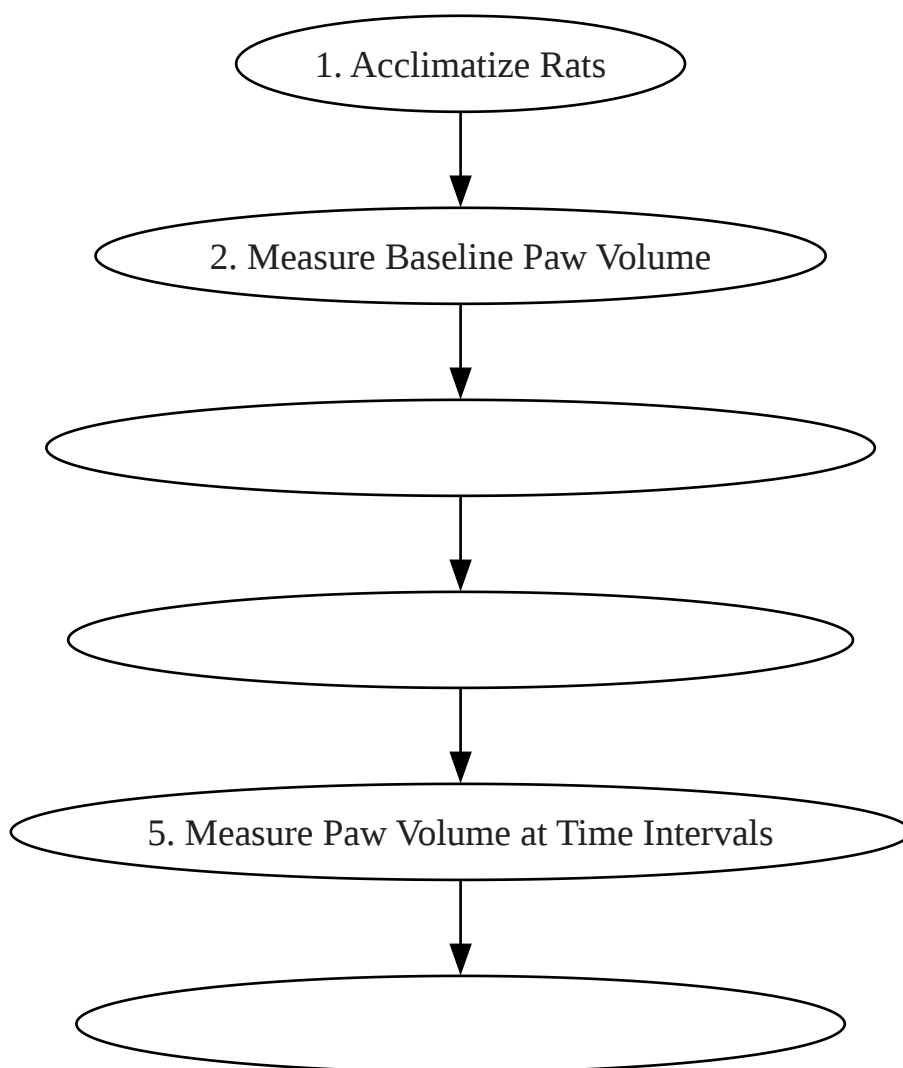 1. Acclimatize Rats
2. Measure Baseline Paw Volume
5. Measure Paw Volume at Time Intervals